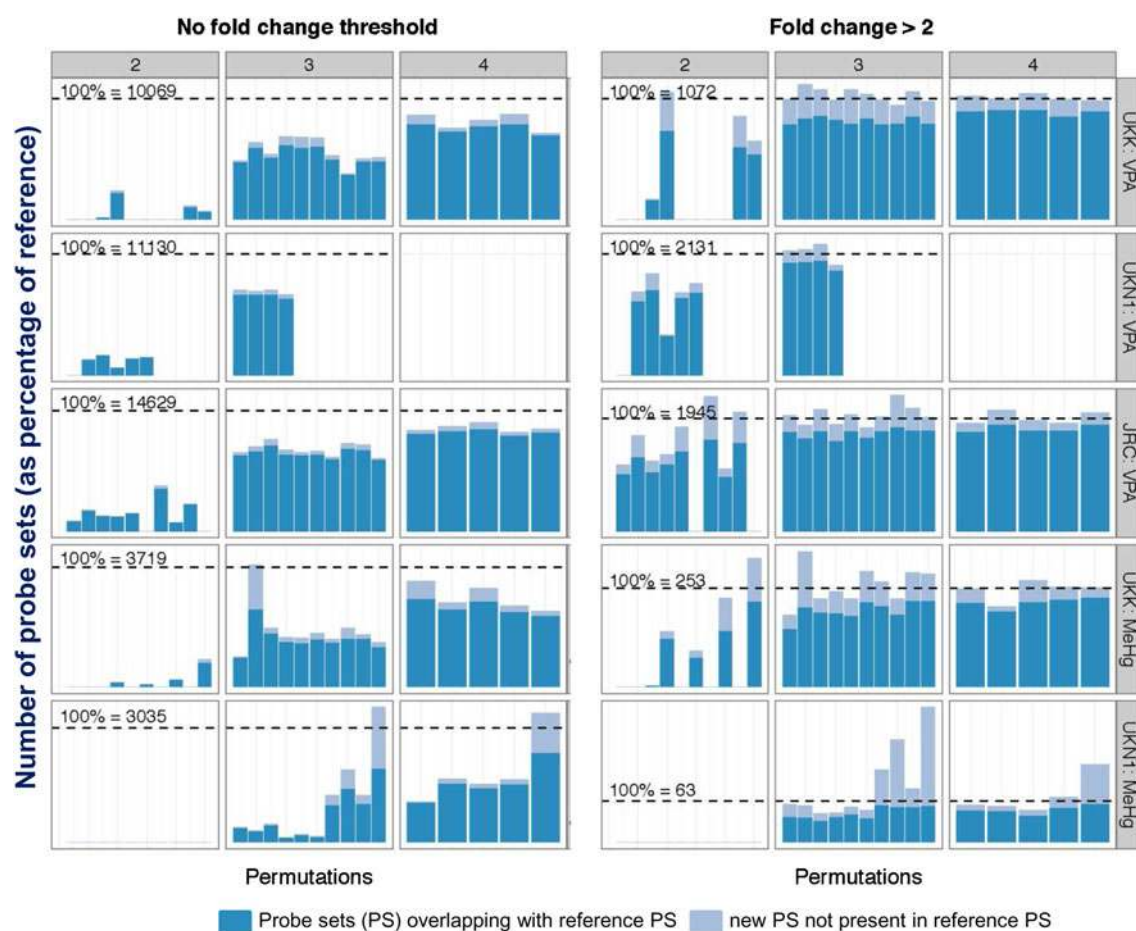 No fold change threshold
Fold change > 2
2
3
4
2
3
4
100% = 10069
100% = 1072
UKK: VPA
100% = 11130
100% = 2131
UKN1: VPA
100% = 14629
100% = 1945
JRC: VPA
100% = 3719
100% = 253
UKK: MeHg
100% = 3035
100% = 63
UKN1: MeHg
Number of probe sets (as percentage of reference)
Permutations
Permutations
Probe sets (PS) overlapping with reference PS
new PS not present in reference PS